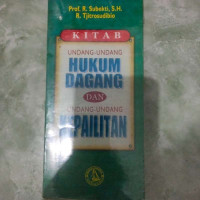 Prof. R. Subekti, S.H.
R. Tjitrosudibio
KITAB
UNDANG-UNDANG
HUKUM
DAGANG
DAN
UNDANG-UNDANG
KEPAILITAN